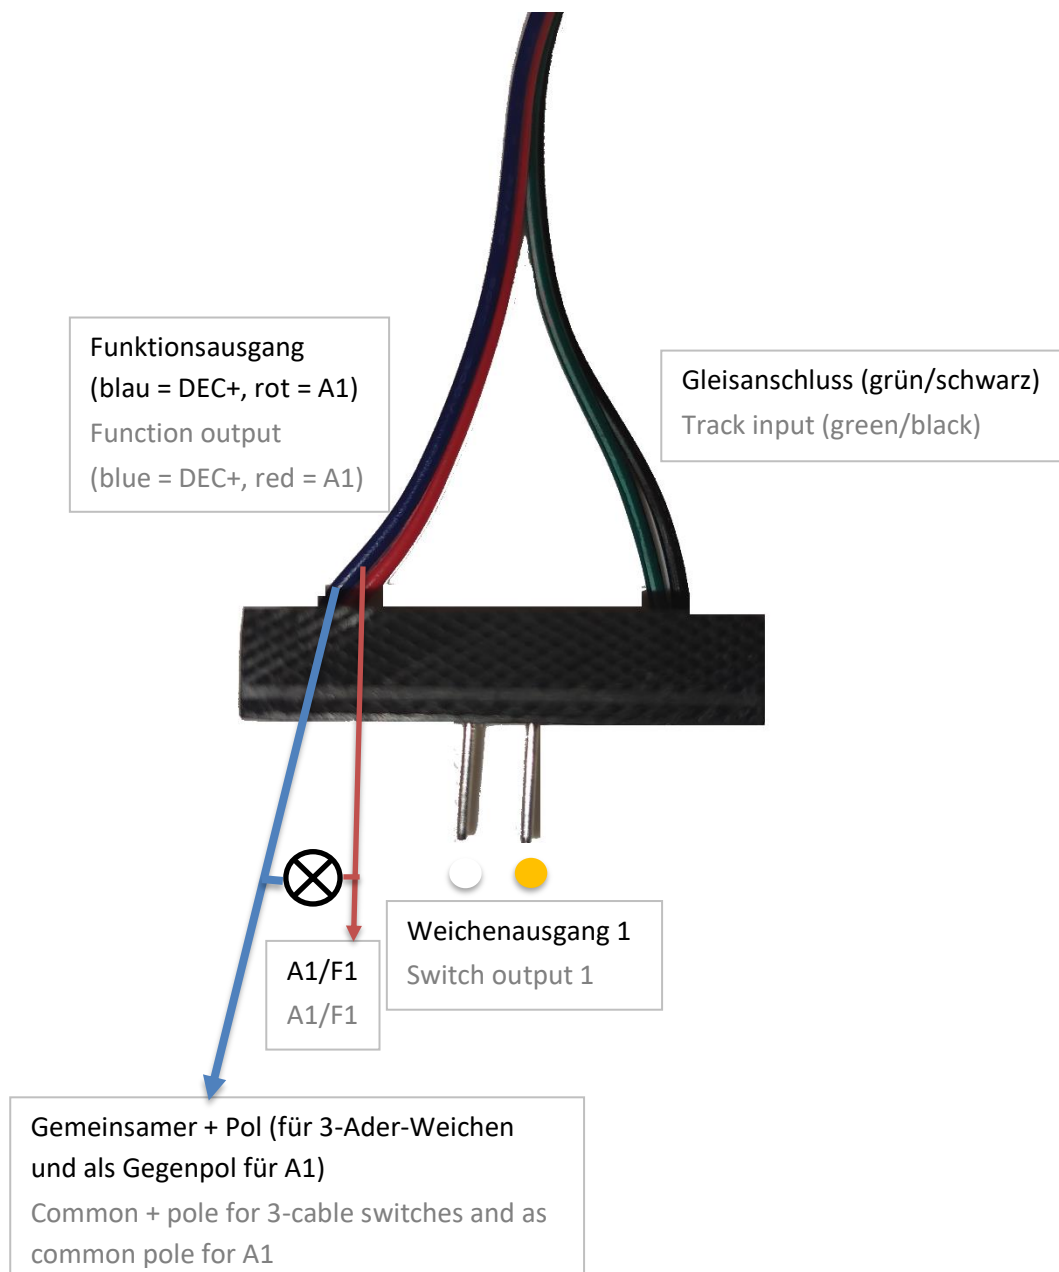 Funktionsausgang
(blau = DEC+, rot = A1)
Function output
(blue = DEC+, red = A1)
Gleisanschluss (grün/schwarz)
Track input (green/black)
Weichenausgang 1
Switch output 1
A1/F1
A1/F1
Gemeinsamer + Pol (für 3-Ader-Weichen
und als Gegenpol für A1)
Common + pole for 3-cable switches and as
common pole for A1